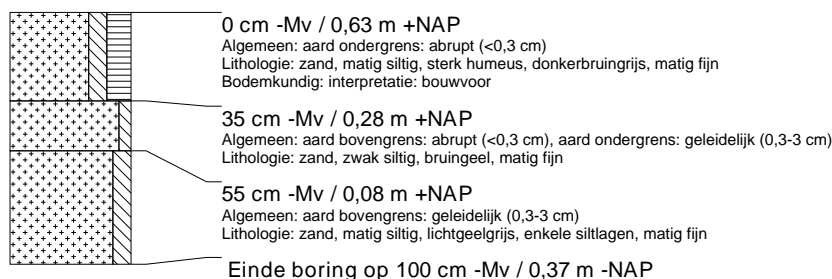 0 cm -Mv / 0,63 m +NAP
Algemeen: aard ondergrens: abrupt (<0,3 cm)
Lithologie: zand, matig siltig, sterk humeus, donkerbruingrijs, matig fijn
Bodemkundig: interpretatie: bouwvoor
35 cm -Mv / 0,28 m +NAP
Algemeen: aard bovengrens: abrupt (<0,3 cm), aard ondergrens: geleidelijk (0,3-3 cm)
Lithologie: zand, zwak siltig, bruingeel, matig fijn
55 cm -Mv / 0,08 m +NAP
Algemeen: aard bovengrens: geleidelijk (0,3-3 cm)
Lithologie: zand, matig siltig, lichtgeelgrijs, enkele siltlagen, matig fijn
Einde boring op 100 cm -Mv / 0,37 m -NAP